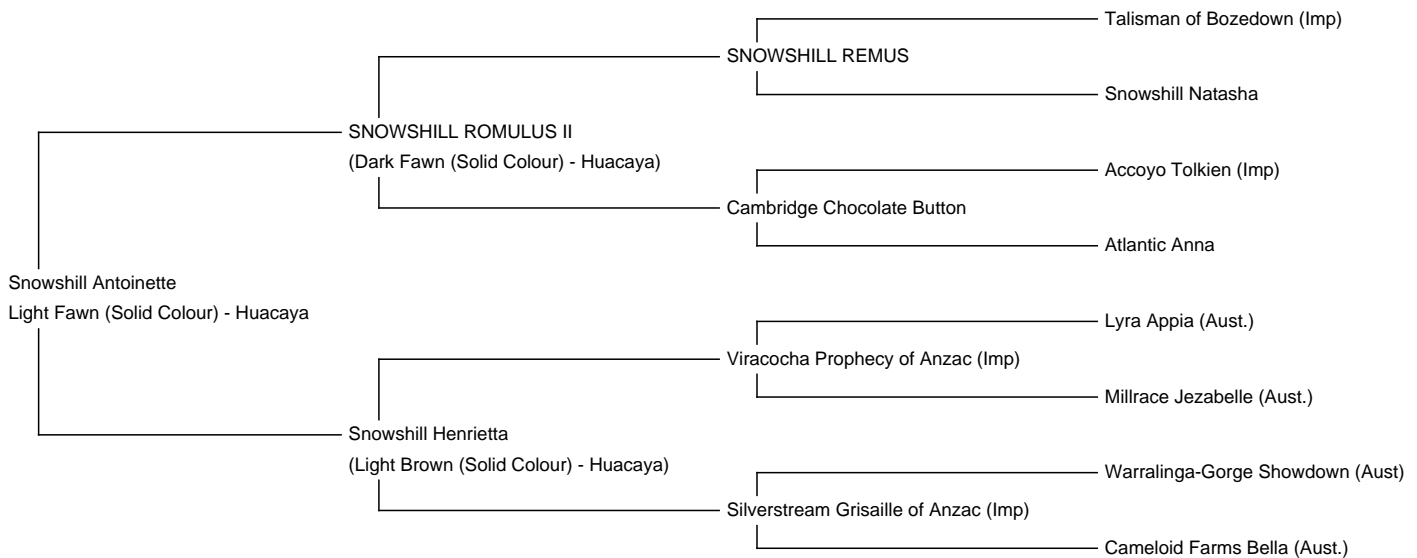 Talisman of Bozedown (Imp)
SNOWSHILL REMUS
Snowshill Natasha
SNOWSHILL ROMULUS II
(Dark Fawn (Solid Colour) - Huacaya)
Accoyo Tolkien (Imp)
Cambridge Chocolate Button
Atlantic Anna
Snowshill Antoinette
Light Fawn (Solid Colour) - Huacaya
Lyra Appia (Aust.)
Viracocha Prophecy of Anzac (Imp)
Millrace Jezabelle (Aust.)
Snowshill Henrietta
(Light Brown (Solid Colour) - Huacaya)
Warralinga-Gorge Showdown (Aust)
Silverstream Grisaille of Anzac (Imp)
Cameloid Farms Bella (Aust.)